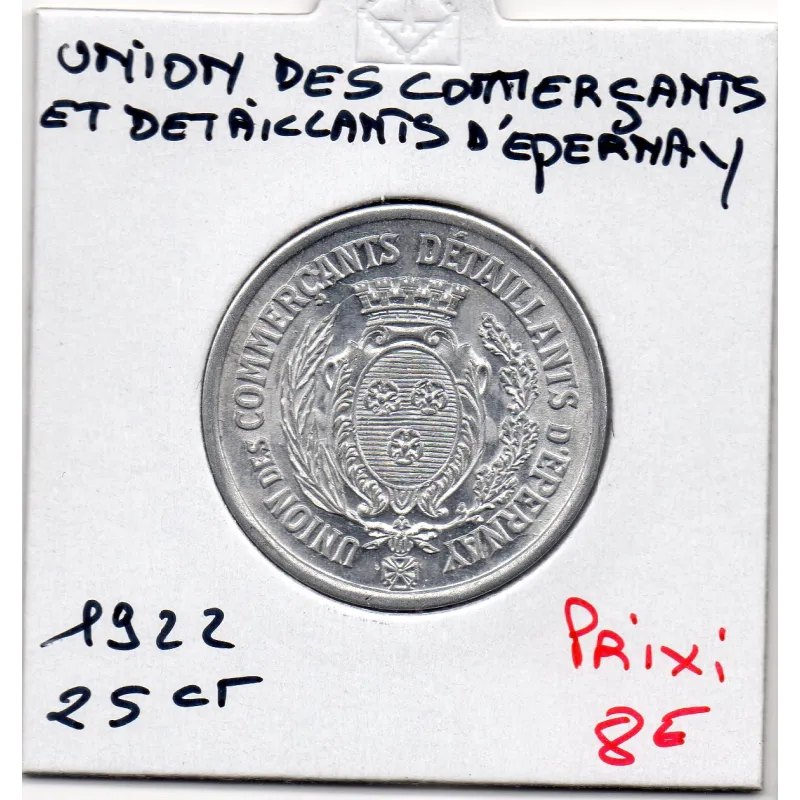 UNION DES COMMERÇANTS
ET DETAILLANTS D'EPERNAY
UNION DES COMMERÇANTS DÉTAILLANTS D'EPERNAY
1922
25 CT
PRIX:
8€